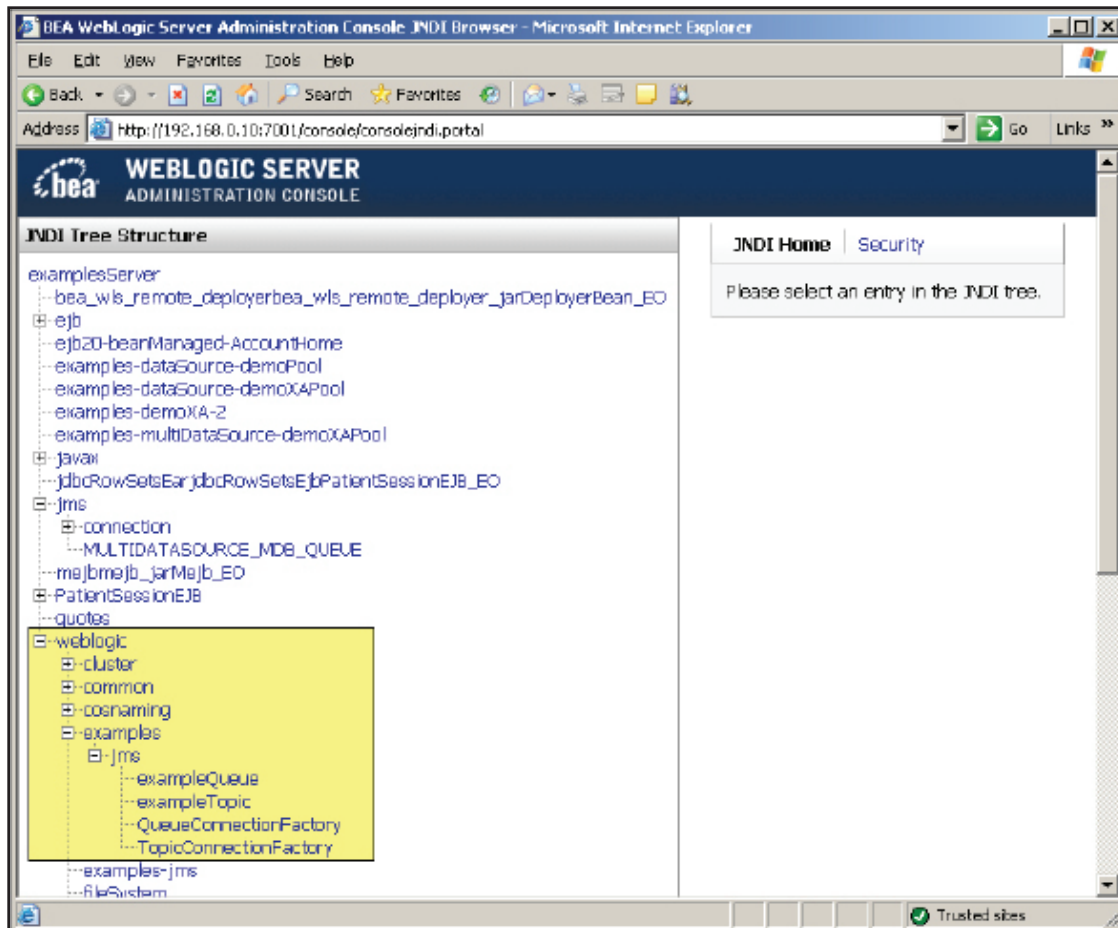 BEA WebLogic Server Administration Console JNDI Browser - Microsoft Internet Explorer
File Edit View Favorites Tools Help
Back Search Favorites
Address http://192.168.0.10:7001/console/consolejndi.portal Go Links »
bea WEBLOGIC SERVER
ADMINISTRATION CONSOLE
JNDI Tree Structure
JNDI Home Security
Please select an entry in the JNDI tree.
examplesServer
bea_wls_remote_deployerbea_wls_remote_deployer_jarDeployerBean_EO
ejb
ejb20-beanManaged-AccountHome
examples-dataSource-demoPool
examples-dataSource-demoXAPool
examples-demoXA-2
examples-multiDataSource-demoXAPool
javax
jdbcRowSetsEarjdbcRowSetsEjbPatientSessionEJB_EO
jms
connection
MULTIDATASOURCE_MDB_QUEUE
mejbmejb_jarMejb_EO
PatientSessionEJB
quotes
weblogic
cluster
common
cosnaming
examples
jms
exampleQueue
exampleTopic
QueueConnectionFactory
TopicConnectionFactory
examples-jms
fileSystem
Trusted sites